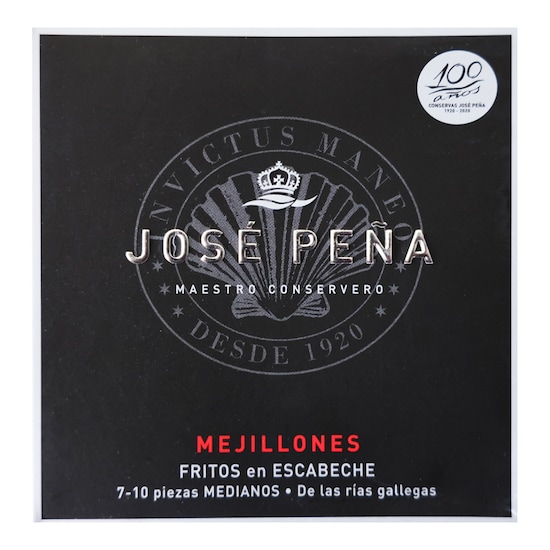 100
años
CONSERVAS JOSÉ PEÑA
1920 - 2020
INVICTUS MANEO
JOSÉ PEÑA
MAESTRO CONSERVERO
DESDE 1920
MEJILLONES
FRITOS en ESCABECHE
7-10 piezas MEDIANOS • De las rías gallegas